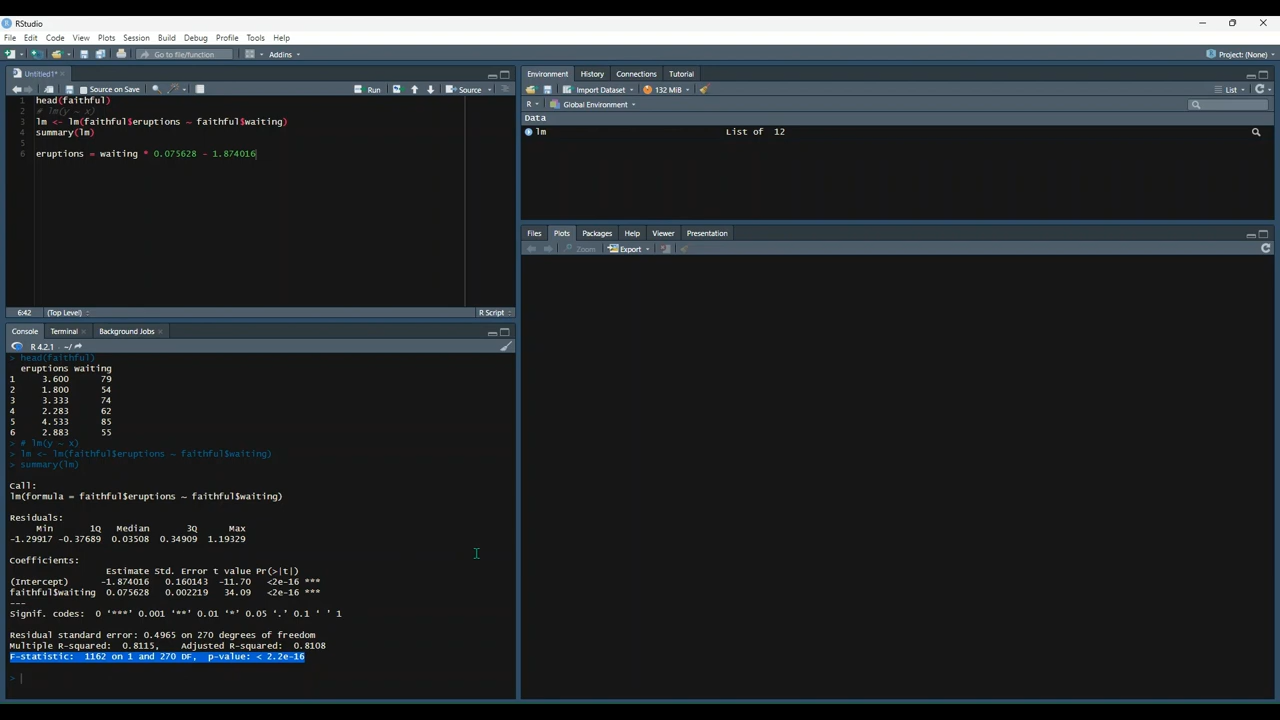 RStudio
File Edit Code View Plots Session Build Debug Profile Tools Help
Go to file/function Addins Project: (None)
Untitled1*
Source on Save Run Source
1 head(faithful)
2 # lm(y ~ x)
3 lm <- lm(faithful$eruptions ~ faithful$waiting)
4 summary(lm)
5
6 eruptions = waiting * 0.075628 - 1.874016
6:42 (Top Level) R Script
Console Terminal Background Jobs
R 4.2.1 · ~/
> head(faithful)
eruptions waiting
1 3.600 79
2 1.800 54
3 3.333 74
4 2.283 62
5 4.533 85
6 2.883 55
> # lm(y ~ x)
> lm <- lm(faithful$eruptions ~ faithful$waiting)
> summary(lm)
Call:
lm(formula = faithful$eruptions ~ faithful$waiting)
Residuals:
Min 1Q Median 3Q Max
-1.29917 -0.37689 0.03508 0.34909 1.19329
Coefficients:
Estimate Std. Error t value Pr(>|t|)
(Intercept) -1.874016 0.160143 -11.70 <2e-16 ***
faithful$waiting 0.075628 0.002219 34.09 <2e-16 ***
---
Signif. codes: 0 ‘***’ 0.001 ‘**’ 0.01 ‘*’ 0.05 ‘.’ 0.1 ‘ ’ 1
Residual standard error: 0.4965 on 270 degrees of freedom
Multiple R-squared: 0.8115, Adjusted R-squared: 0.8108
F-statistic: 1162 on 1 and 270 DF, p-value: < 2.2e-16
>
Environment History Connections Tutorial
Import Dataset 132 MiB List
R Global Environment
Data
lm List of 12
Files Plots Packages Help Viewer Presentation
Zoom Export